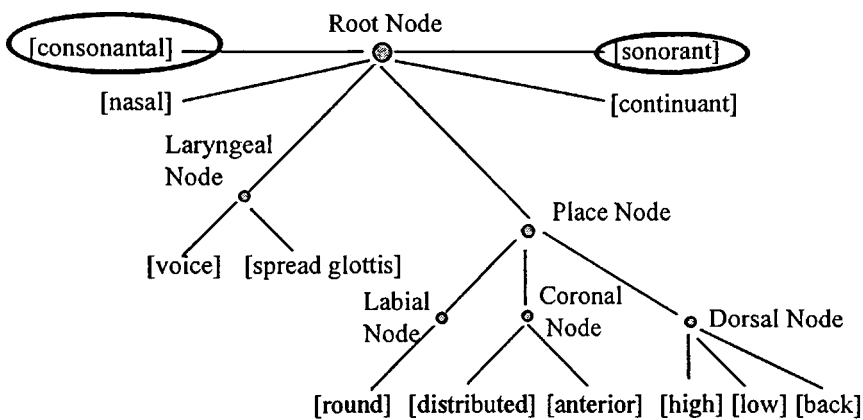 Root Node
[consonantal]
[sonorant]
[nasal]
[continuant]
Laryngeal
Node
Place Node
[voice] [spread glottis]
Labial
Node
Coronal
Node
Dorsal Node
[round] [distributed] [anterior] [high] [low] [back]